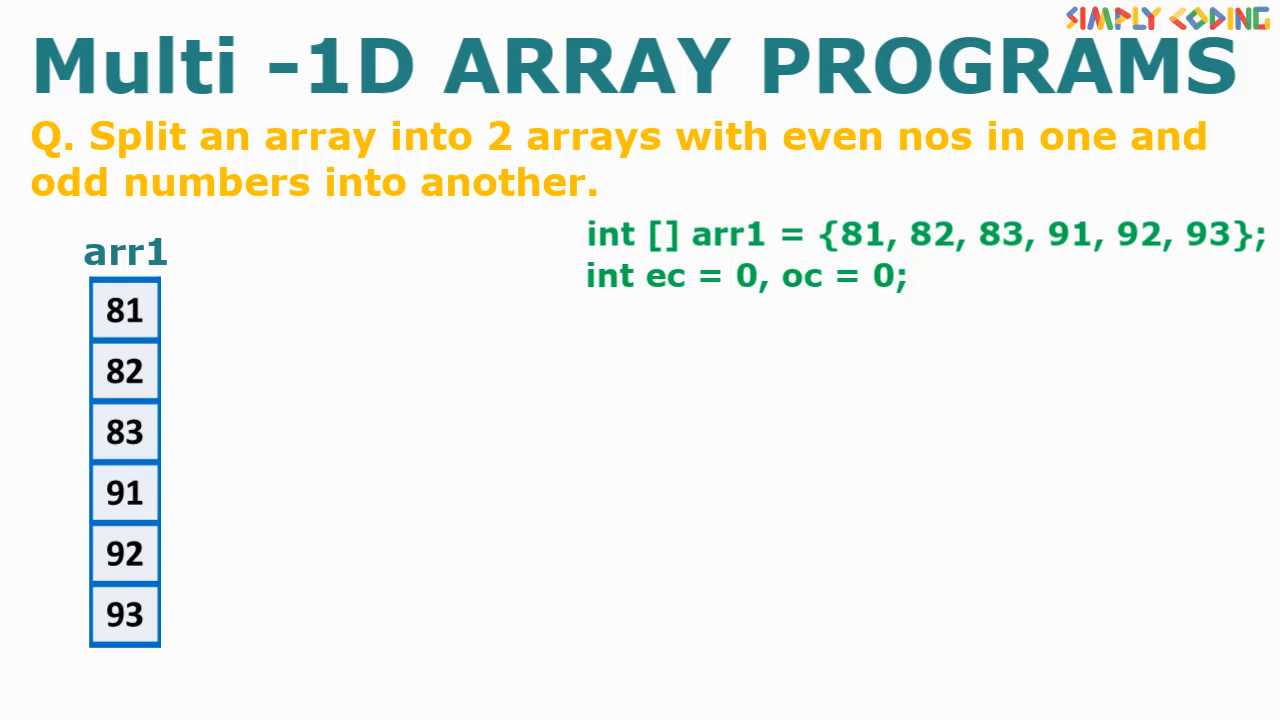 SIMPLY CODING
Multi -1D ARRAY PROGRAMS
Q. Split an array into 2 arrays with even nos in one and
odd numbers into another.
int [] arr1 = {81, 82, 83, 91, 92, 93};
int ec = 0, oc = 0;
arr1
81
82
83
91
92
93